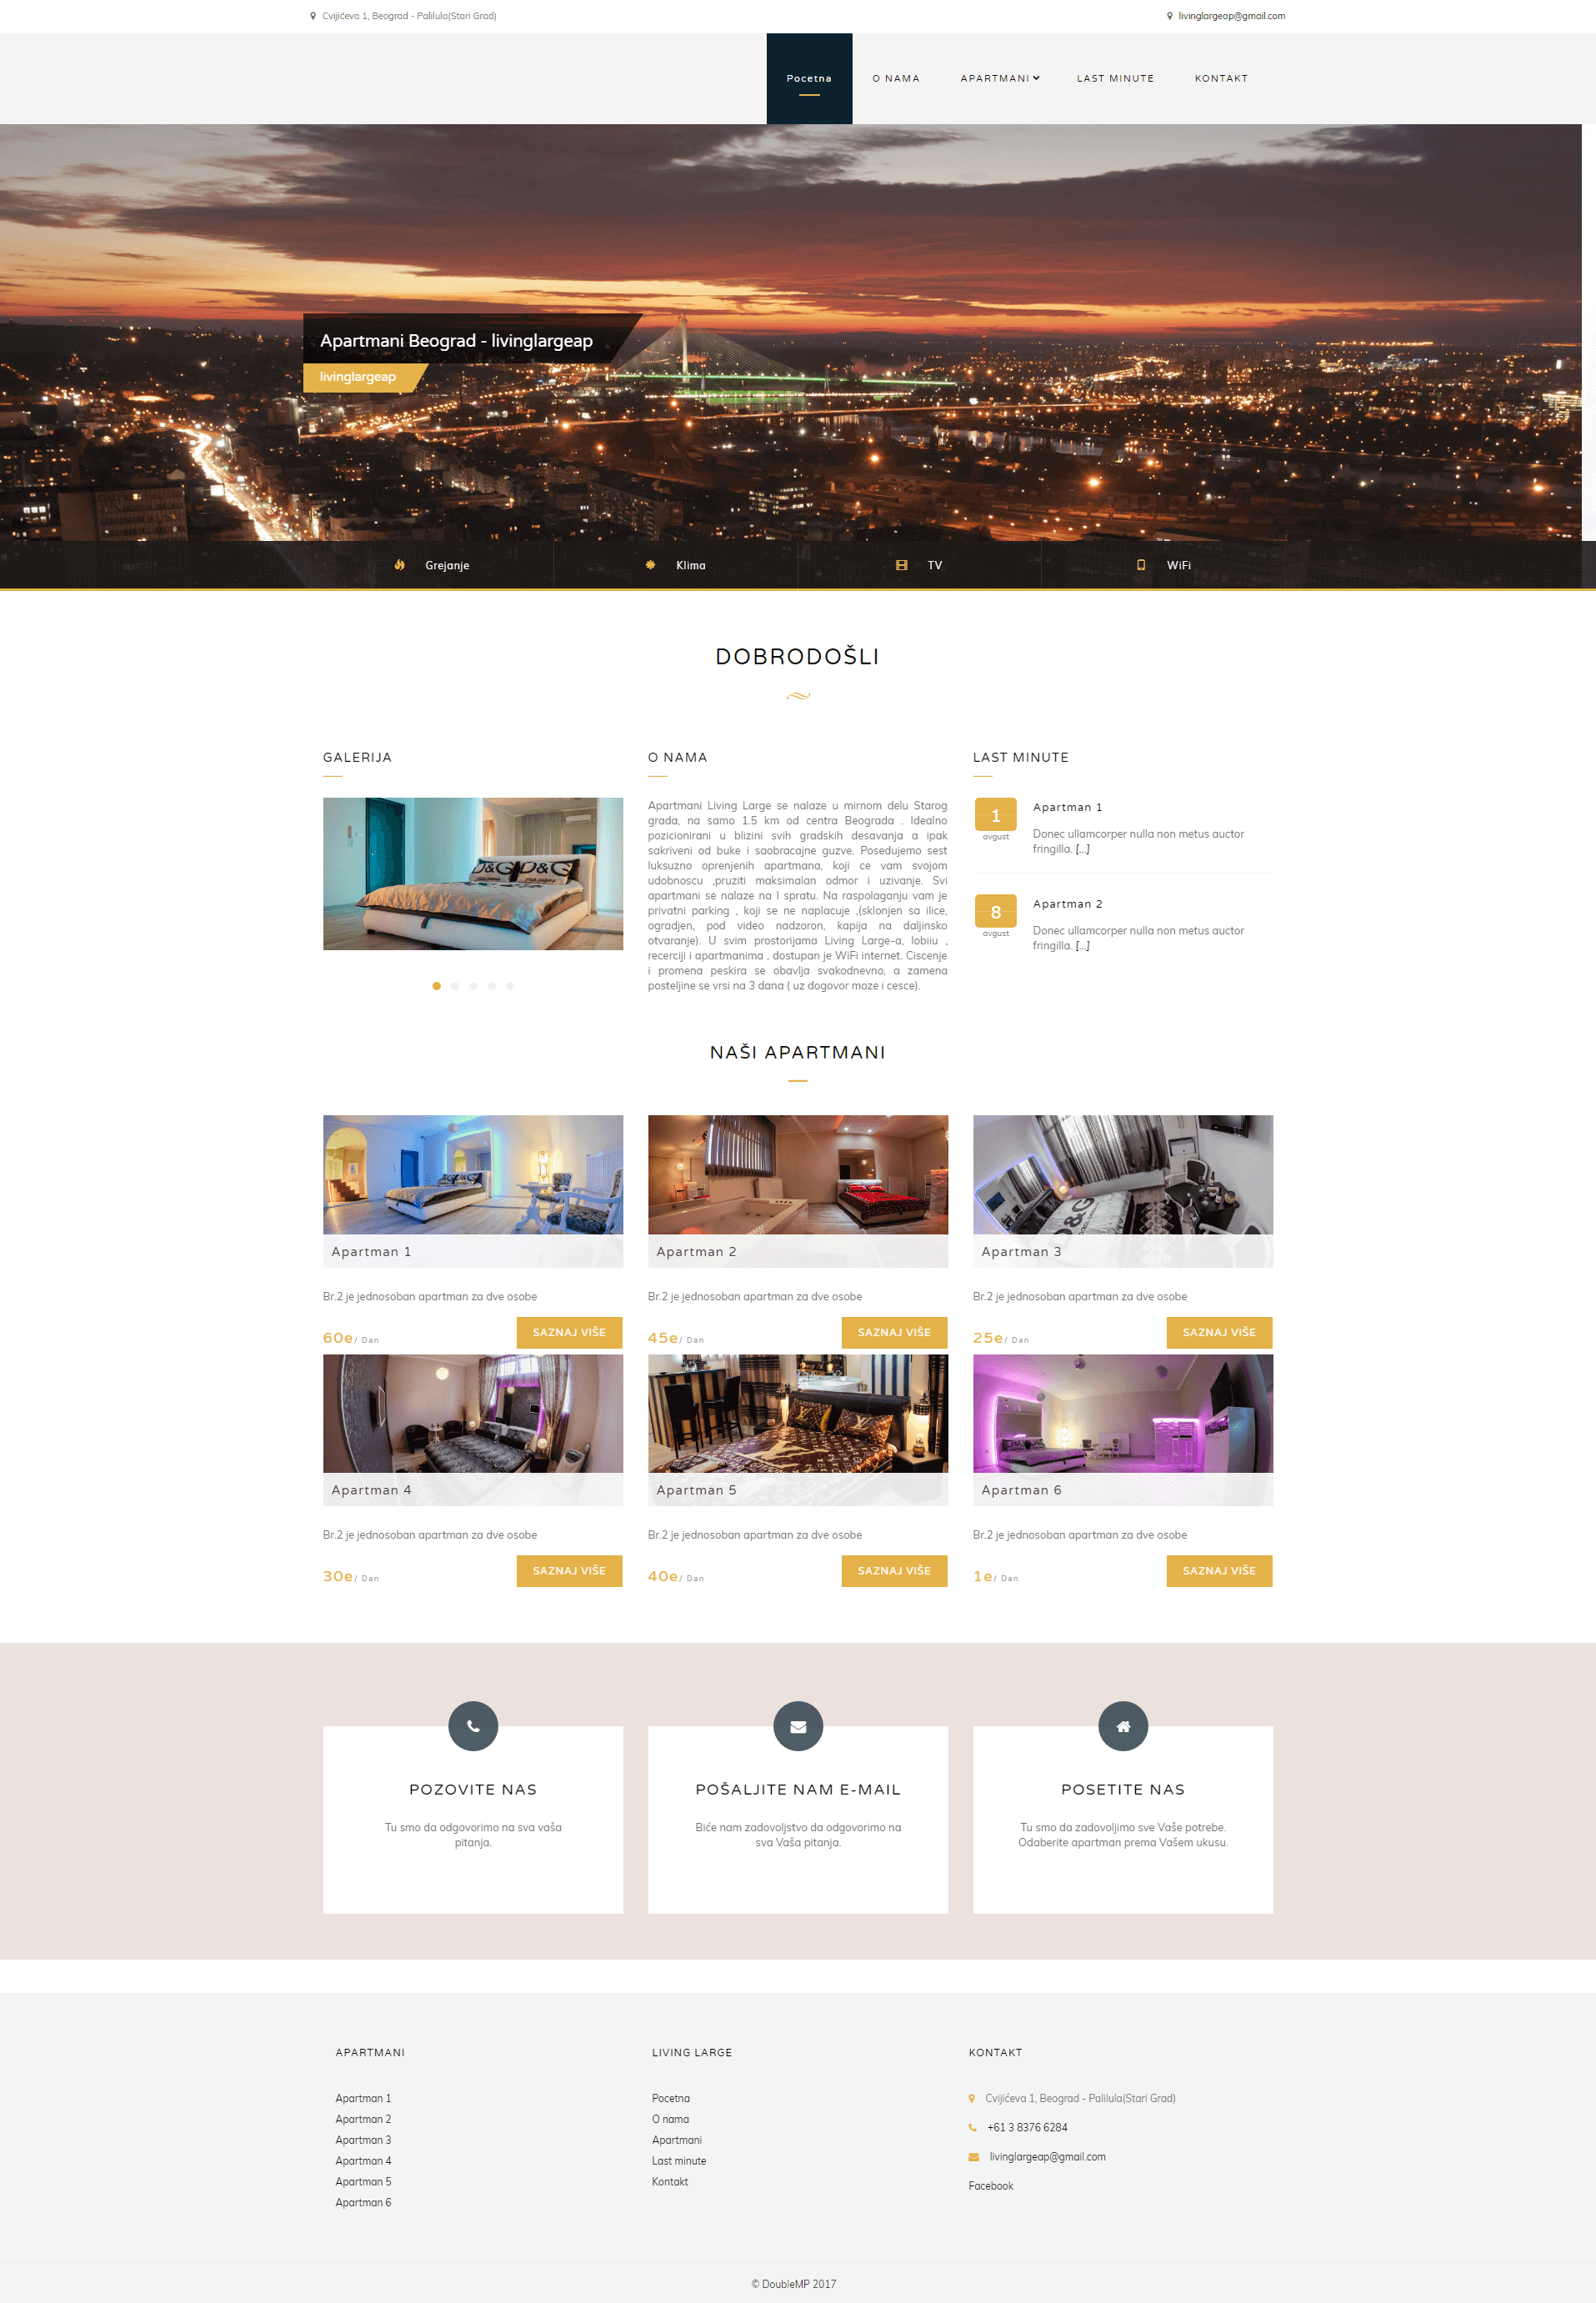 Cvijićeva 1, Beograd - Palilula(Stari Grad)
livinglargeap@gmail.com
Pocetna
O NAMA
APARTMANI
LAST MINUTE
KONTAKT
Apartmani Beograd - livinglargeap
livinglargeap
Grejanje
Klima
TV
WiFi
DOBRODOŠLI
GALERIJA
D&G
D&G
O NAMA
Apartmani Living Large se nalaze u mirnom delu Starog
grada, na samo 1.5 km od centra Beograda . Idealno
pozicionirani u blizini svih gradskih desavanja a ipak
sakriveni od buke i saobracajne guzve. Posedujemo sest
luksuzno oprenjenih apartmana, koji ce vam svojom
udobnoscu ,pruziti maksimalan odmor i uzivanje. Svi
apartmani se nalaze na I spratu. Na raspolaganju vam je
privatni parking , koji se ne naplacuje ,(sklonjen sa ilice,
ogradjen, pod video nadzoron, kapija na daljinsko
otvaranje). U svim prostorijama Living Large-a, lobiiu ,
recerciji i apartmanima , dostupan je WiFi internet. Ciscenje
i promena peskira se obavlja svakodnevno, a zamena
posteljine se vrsi na 3 dana ( uz dogovor moze i cesce).
LAST MINUTE
1
avgust
Apartman 1
Donec ullamcorper nulla non metus auctor
fringilla. [...]
8
avgust
Apartman 2
Donec ullamcorper nulla non metus auctor
fringilla. [...]
NAŠI APARTMANI
Apartman 1
Br.2 je jednosoban apartman za dve osobe
60e/ Dan
SAZNAJ VIŠE
Apartman 2
Br.2 je jednosoban apartman za dve osobe
45e/ Dan
SAZNAJ VIŠE
D&G
Apartman 3
Br.2 je jednosoban apartman za dve osobe
25e/ Dan
SAZNAJ VIŠE
Apartman 4
Br.2 je jednosoban apartman za dve osobe
30e/ Dan
SAZNAJ VIŠE
Apartman 5
Br.2 je jednosoban apartman za dve osobe
40e/ Dan
SAZNAJ VIŠE
Apartman 6
Br.2 je jednosoban apartman za dve osobe
1e/ Dan
SAZNAJ VIŠE
POZOVITE NAS
Tu smo da odgovorimo na sva vaša
pitanja.
POŠALJITE NAM E-MAIL
Biće nam zadovoljstvo da odgovorimo na
sva Vaša pitanja.
POSETITE NAS
Tu smo da zadovoljimo sve Vaše potrebe.
Odaberite apartman prema Vašem ukusu.
APARTMANI
Apartman 1
Apartman 2
Apartman 3
Apartman 4
Apartman 5
Apartman 6
LIVING LARGE
Pocetna
O nama
Apartmani
Last minute
Kontakt
KONTAKT
Cvijićeva 1, Beograd - Palilula(Stari Grad)
+61 3 8376 6284
livinglargeap@gmail.com
Facebook
© DoubleMP 2017